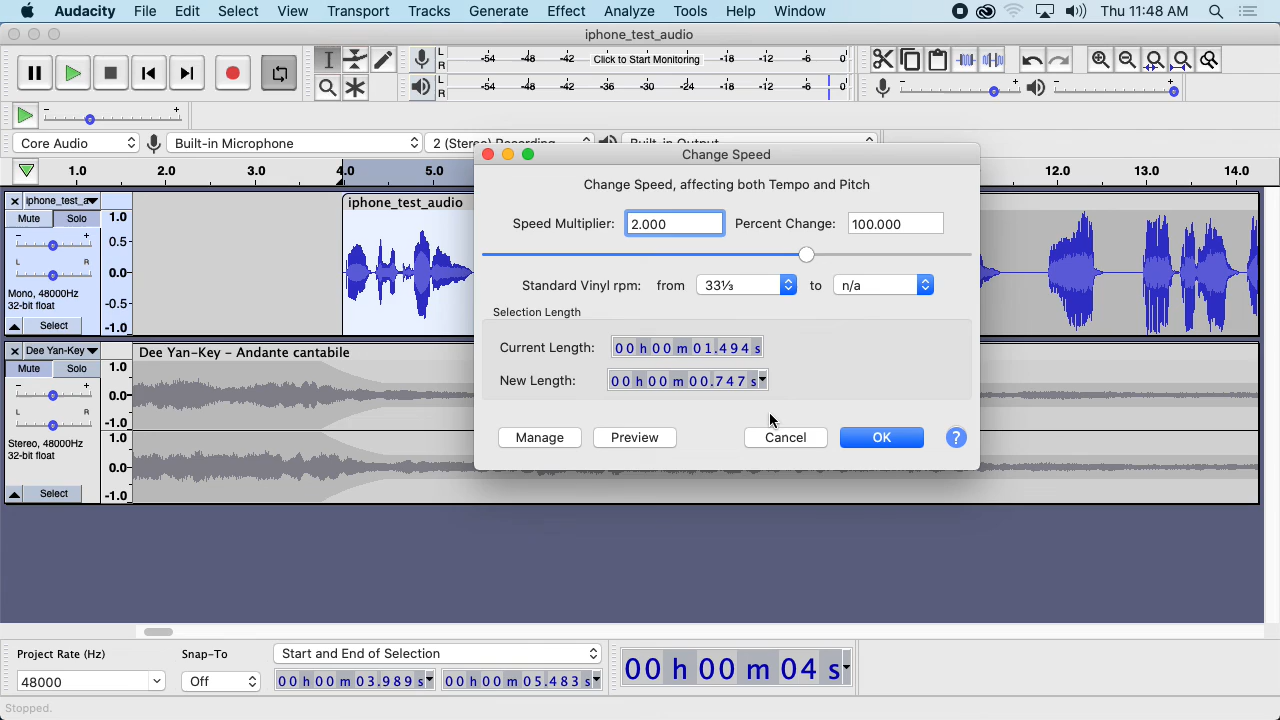 Audacity File Edit Select View Transport Tracks Generate Effect Analyze Tools Help Window Thu 11:48 AM
iphone_test_audio
L
R
-54 -48 -42 Click to Start Monitoring -18 -12 -6 0
L
R
-54 -48 -42 -36 -30 -24 -18 -12 -6 0
- +
- +
- +
Core Audio Built-in Microphone 2 (Stereo) Recording Built-in Output
1.0 2.0 3.0 4.0 5.0 12.0 13.0 14.0
iphone_test_a
Mute Solo
- +
L R
Mono, 48000Hz
32-bit float
Select
1.0
0.5
0.0
-0.5
-1.0
iphone_test_audio
Dee Yan-Key
Mute Solo
- +
L R
Stereo, 48000Hz
32-bit float
Select
1.0
0.0
-1.0
1.0
0.0
-1.0
Dee Yan-Key - Andante cantabile
Change Speed
Change Speed, affecting both Tempo and Pitch
Speed Multiplier: 2.000 Percent Change: 100.000
Standard Vinyl rpm: from 33⅓ to n/a
Selection Length
Current Length: 00 h 00 m 01.494 s
New Length: 00 h 00 m 00.747 s
Manage Preview Cancel OK ?
Project Rate (Hz) Snap-To Start and End of Selection
48000 Off 00 h 00 m 03.989 s 00 h 00 m 05.483 s
00 h 00 m 04 s
Stopped.